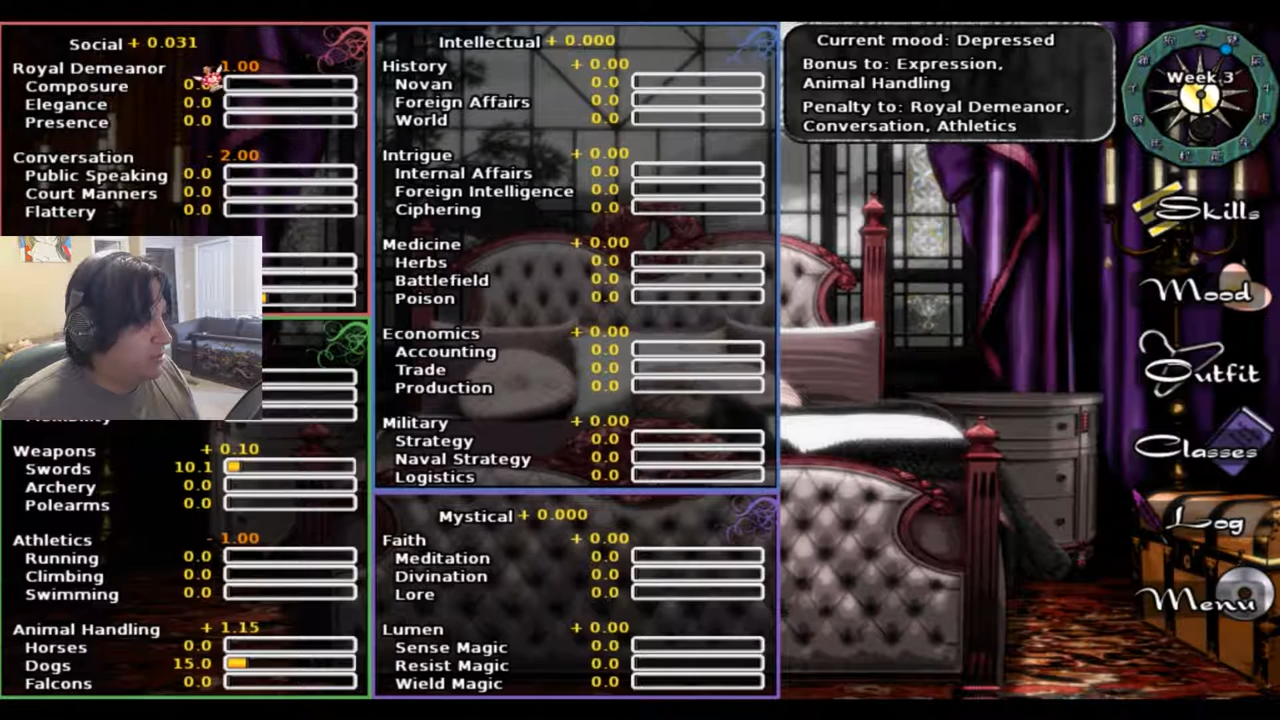 Social + 0.031
Royal Demeanor 1.00
Composure 0.
Elegance 0.0
Presence 0.0
Conversation - 2.00
Public Speaking 0.0
Court Manners 0.0
Flattery 0.0
Weapons + 0.10
Swords 10.1
Archery 0.0
Polearms 0.0
Athletics - 1.00
Running 0.0
Climbing 0.0
Swimming 0.0
Animal Handling + 1.15
Horses 0.0
Dogs 15.0
Falcons 0.0
Intellectual + 0.000
History + 0.00
Novan 0.0
Foreign Affairs 0.0
World 0.0
Intrigue + 0.00
Internal Affairs 0.0
Foreign Intelligence 0.0
Ciphering 0.0
Medicine + 0.00
Herbs 0.0
Battlefield 0.0
Poison 0.0
Economics + 0.00
Accounting 0.0
Trade 0.0
Production 0.0
Military + 0.00
Strategy 0.0
Naval Strategy 0.0
Logistics 0.0
Mystical + 0.000
Faith + 0.00
Meditation 0.0
Divination 0.0
Lore 0.0
Lumen + 0.00
Sense Magic 0.0
Resist Magic 0.0
Wield Magic 0.0
Current mood: Depressed
Bonus to: Expression,
Animal Handling
Penalty to: Royal Demeanor,
Conversation, Athletics
Week 3
Skills
Mood
Outfit
Classes
Log
Menu